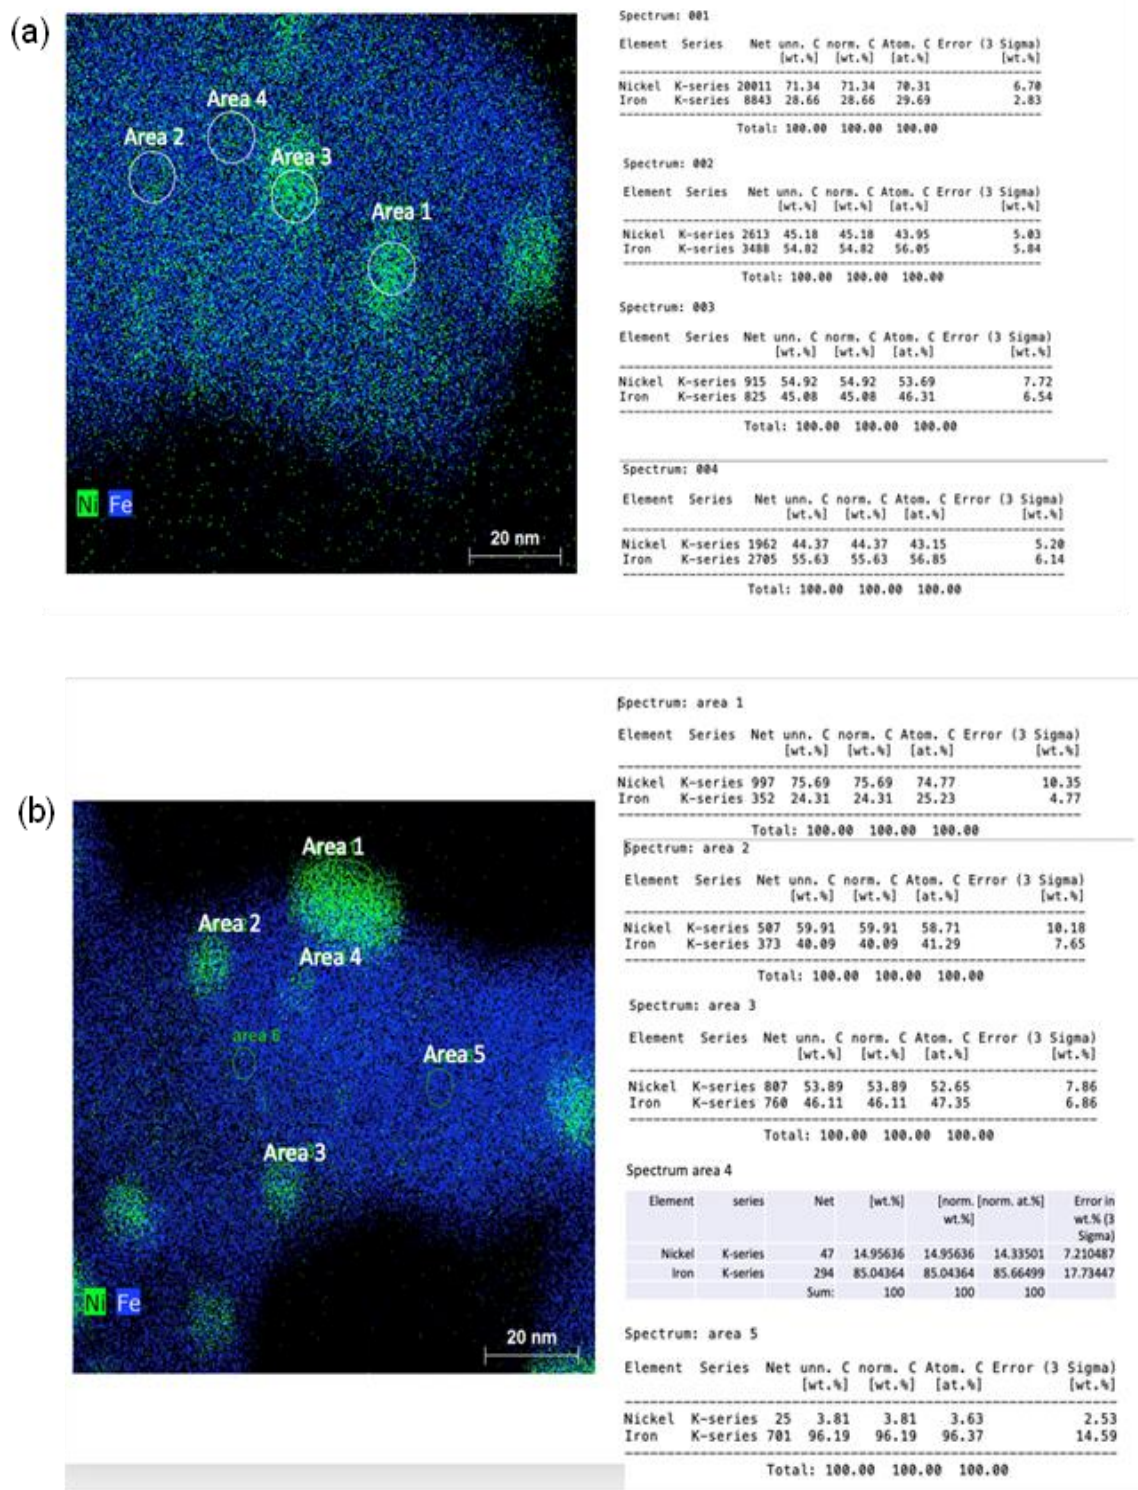 (a)
Area 4
Area 2
Area 3
Area 1
Ni Fe
20 nm
Spectrum: 001
Element Series Net unn. C norm. C Atom. C Error (3 Sigma)
[wt.%] [wt.%] [at.%] [wt.%]
Nickel K-series 20011 71.34 71.34 70.31 6.70
Iron K-series 8843 28.66 28.66 29.69 2.83
Total: 100.00 100.00 100.00
Spectrum: 002
Element Series Net unn. C norm. C Atom. C Error (3 Sigma)
[wt.%] [wt.%] [at.%] [wt.%]
Nickel K-series 2613 45.18 45.18 43.95 5.03
Iron K-series 3488 54.82 54.82 56.05 5.84
Total: 100.00 100.00 100.00
Spectrum: 003
Element Series Net unn. C norm. C Atom. C Error (3 Sigma)
[wt.%] [wt.%] [at.%] [wt.%]
Nickel K-series 915 54.92 54.92 53.69 7.72
Iron K-series 825 45.08 45.08 46.31 6.54
Total: 100.00 100.00 100.00
Spectrum: 004
Element Series Net unn. C norm. C Atom. C Error (3 Sigma)
[wt.%] [wt.%] [at.%] [wt.%]
Nickel K-series 1962 44.37 44.37 43.15 5.20
Iron K-series 2705 55.63 55.63 56.85 6.14
Total: 100.00 100.00 100.00
(b)
Area 1
Area 2
Area 4
area 6
Area 5
Area 3
Ni Fe
20 nm
Spectrum: area 1
Element Series Net unn. C norm. C Atom. C Error (3 Sigma)
[wt.%] [wt.%] [at.%] [wt.%]
Nickel K-series 997 75.69 75.69 74.77 10.35
Iron K-series 352 24.31 24.31 25.23 4.77
Total: 100.00 100.00 100.00
Spectrum: area 2
Element Series Net unn. C norm. C Atom. C Error (3 Sigma)
[wt.%] [wt.%] [at.%] [wt.%]
Nickel K-series 507 59.91 59.91 58.71 10.18
Iron K-series 373 40.09 40.09 41.29 7.65
Total: 100.00 100.00 100.00
Spectrum: area 3
Element Series Net unn. C norm. C Atom. C Error (3 Sigma)
[wt.%] [wt.%] [at.%] [wt.%]
Nickel K-series 807 53.89 53.89 52.65 7.86
Iron K-series 760 46.11 46.11 47.35 6.86
Total: 100.00 100.00 100.00
Spectrum area 4
Element series Net [wt.%] [norm. [norm. at.%] Error in
wt.%] wt.% (3
Sigma)
Nickel K-series 47 14.95636 14.95636 14.33501 7.210487
Iron K-series 294 85.04364 85.04364 85.66499 17.73447
Sum: 100 100 100
Spectrum: area 5
Element Series Net unn. C norm. C Atom. C Error (3 Sigma)
[wt.%] [wt.%] [at.%] [wt.%]
Nickel K-series 25 3.81 3.81 3.63 2.53
Iron K-series 701 96.19 96.19 96.37 14.59
Total: 100.00 100.00 100.00